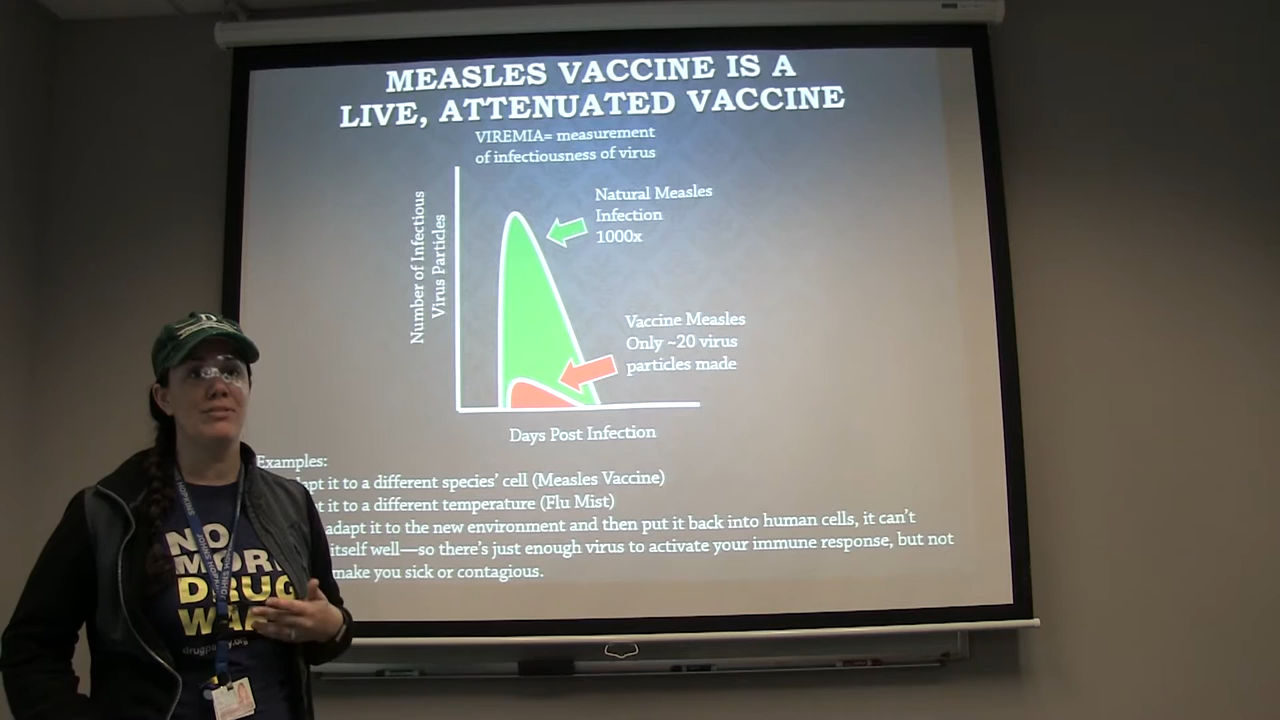 MEASLES VACCINE IS A
LIVE, ATTENUATED VACCINE
VIREMIA= measurement
of infectiousness of virus
Number of Infectious
Virus Particles
Natural Measles
Infection
1000x
Vaccine Measles
Only ~20 virus
particles made
Days Post Infection
Examples:
apt it to a different species' cell (Measles Vaccine)
it to a different temperature (Flu Mist)
adapt it to the new environment and then put it back into human cells, it can't
itself well—so there's just enough virus to activate your immune response, but not
make you sick or contagious.
D
JOHNS HOPKINS
NO
MORE
DRUG
WAR